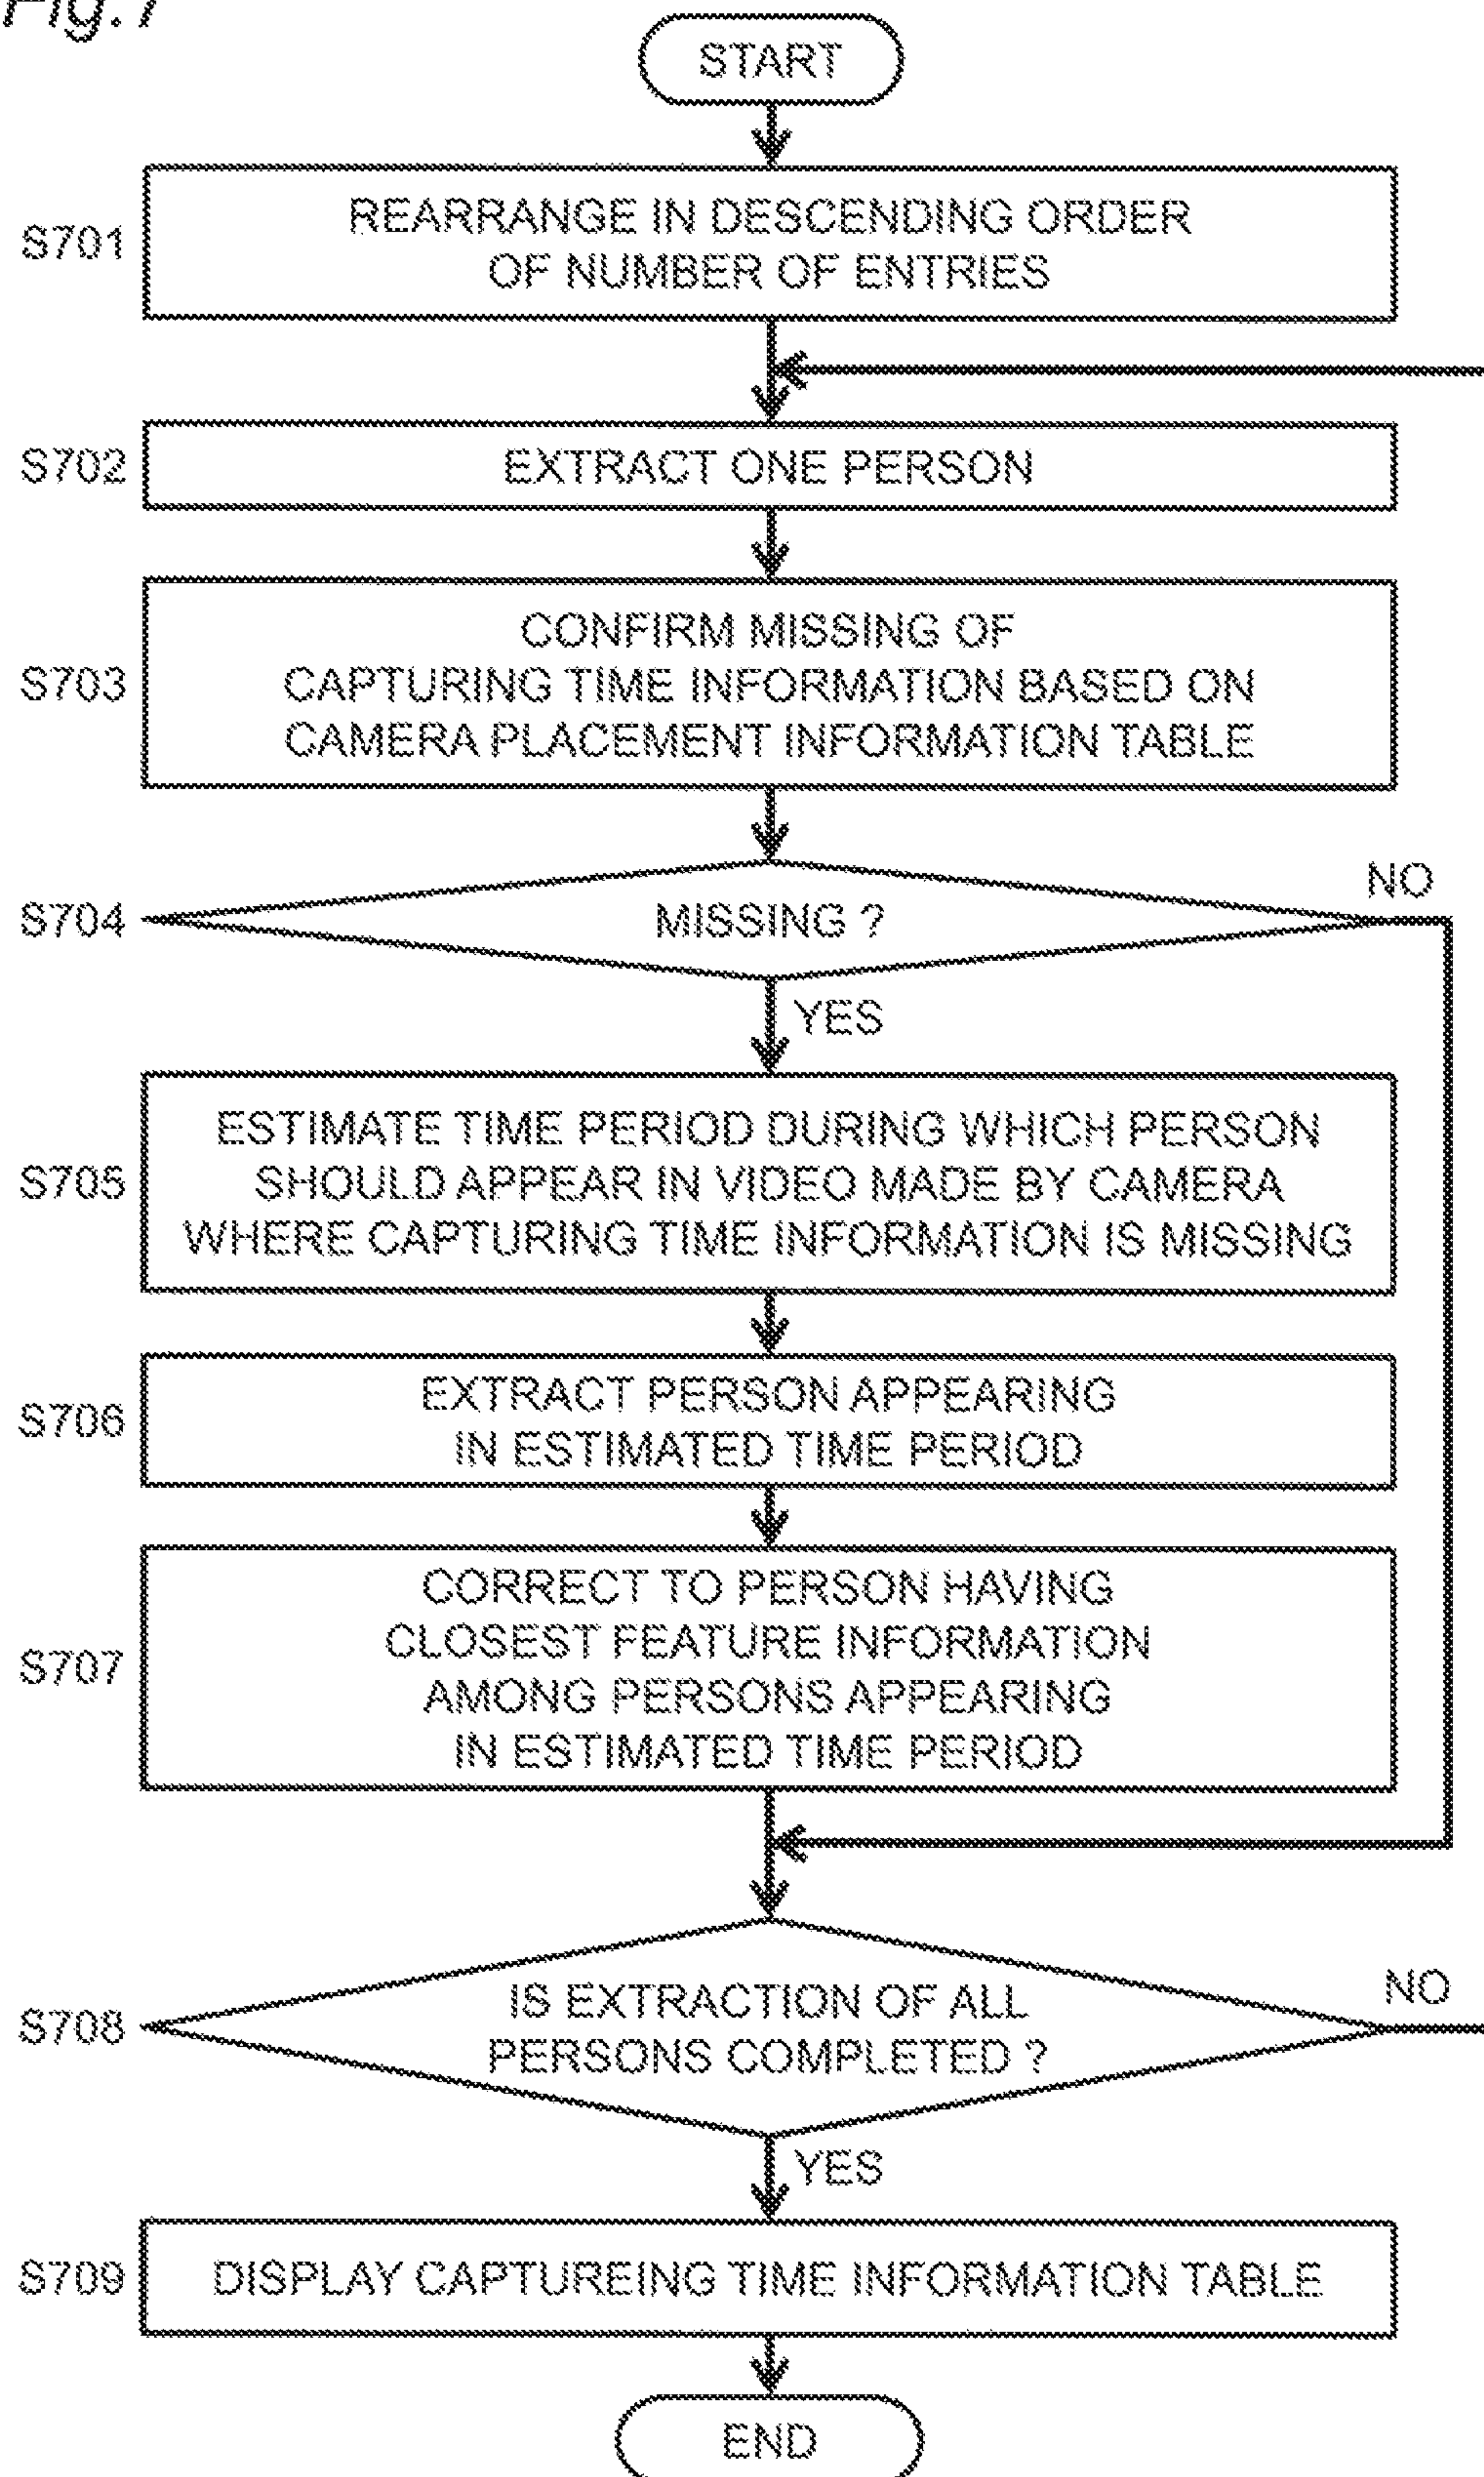 Fig. 7
START
S701
REARRANGE IN DESCENDING ORDER
OF NUMBER OF ENTRIES
S702
EXTRACT ONE PERSON
S703
CONFIRM MISSING OF
CAPTURING TIME INFORMATION BASED ON
CAMERA PLACEMENT INFORMATION TABLE
S704
MISSING ?
NO
YES
S705
ESTIMATE TIME PERIOD DURING WHICH PERSON
SHOULD APPEAR IN VIDEO MADE BY CAMERA
WHERE CAPTURING TIME INFORMATION IS MISSING
S706
EXTRACT PERSON APPEARING
IN ESTIMATED TIME PERIOD
S707
CORRECT TO PERSON HAVING
CLOSEST FEATURE INFORMATION
AMONG PERSONS APPEARING
IN ESTIMATED TIME PERIOD
S708
IS EXTRACTION OF ALL
PERSONS COMPLETED ?
NO
YES
S709
DISPLAY CAPTUREING TIME INFORMATION TABLE
END